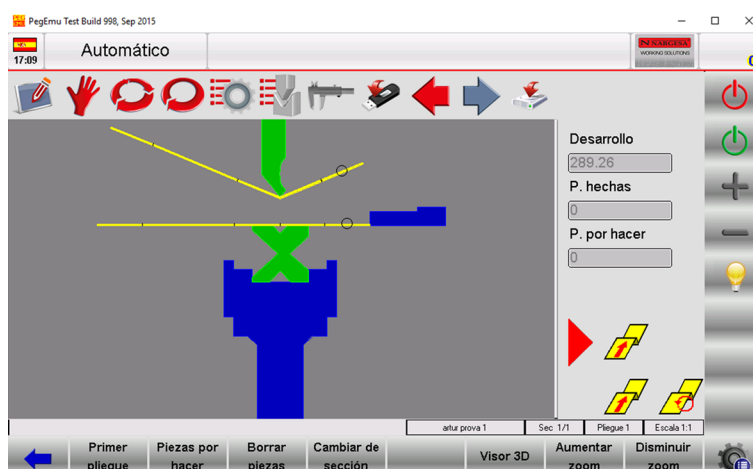 PegEmu Test Build 998, Sep 2015
17:09
Automático
NARGESA
WORKING SOLUTIONS
Desarrollo
289.26
P. hechas
0
P. por hacer
0
artur prova 1
Sec 1/1
Pliegue 1
Escala 1:1
Primer
pliegue
Piezas por
hacer
Borrar
piezas
Cambiar de
sección
Visor 3D
Aumentar
zoom
Disminuir
zoom